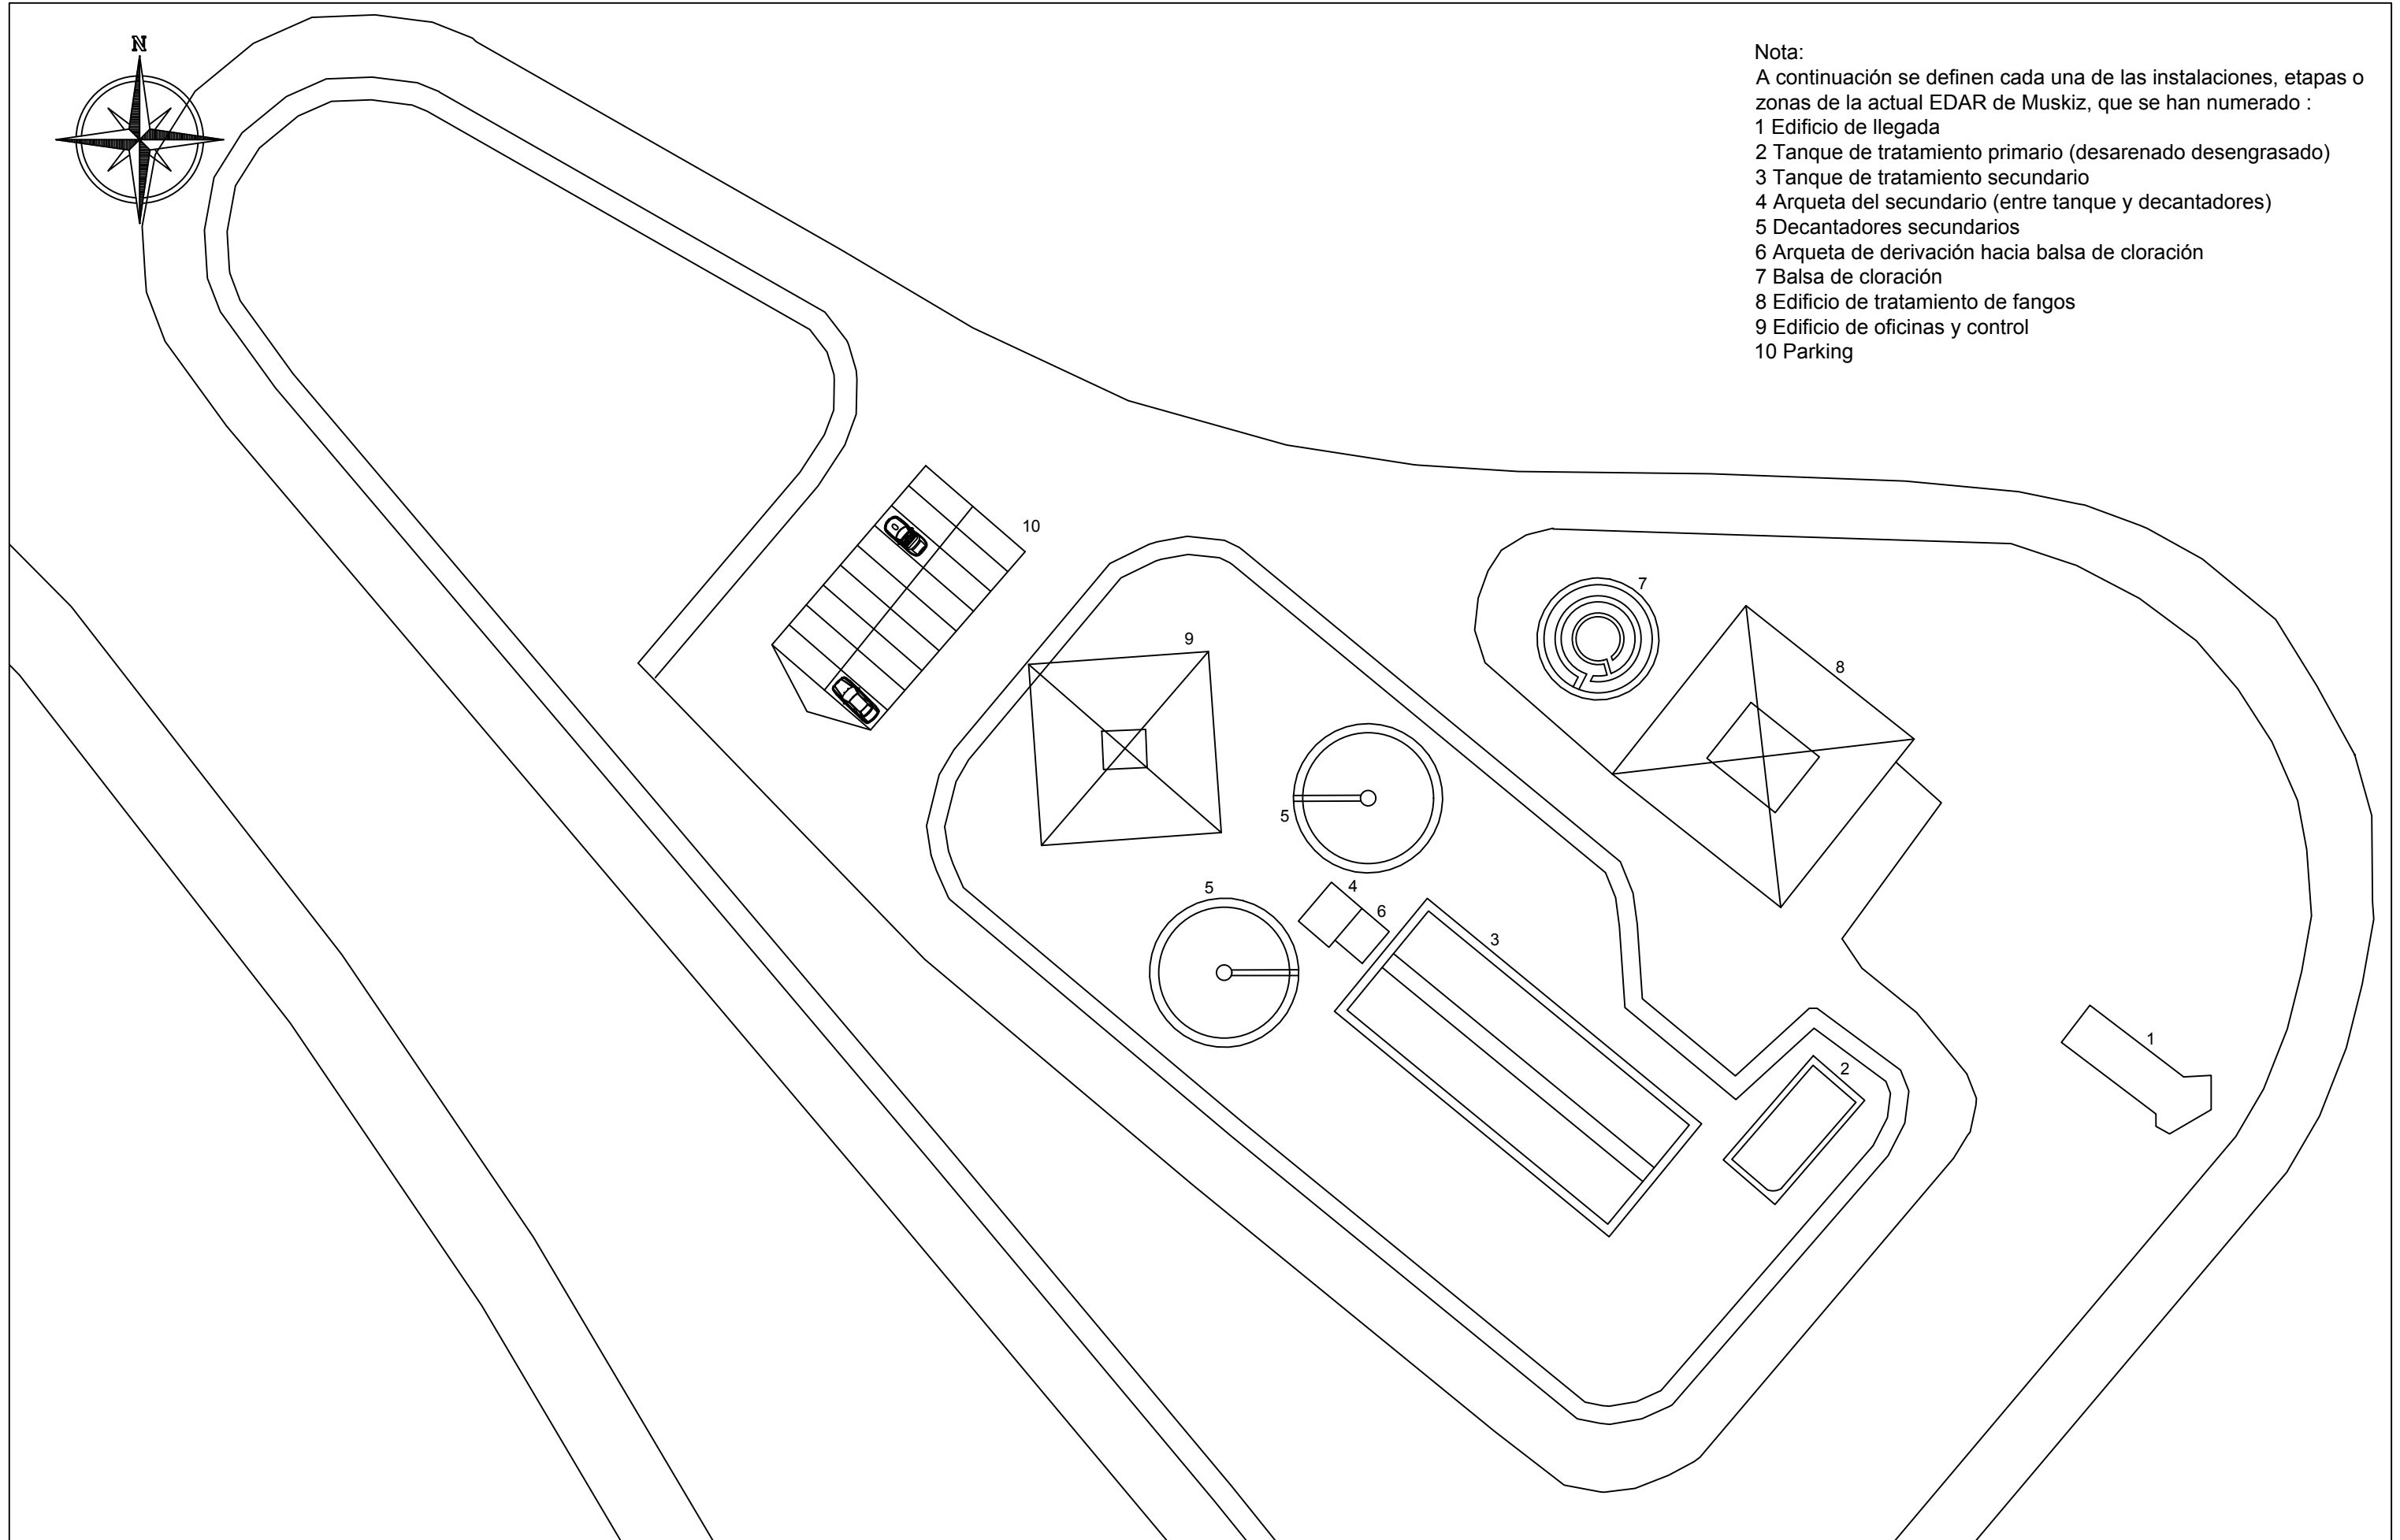 N
Nota:
A continuación se definen cada una de las instalaciones, etapas o
zonas de la actual EDAR de Muskiz, que se han numerado :
1 Edificio de llegada
2 Tanque de tratamiento primario (desarenado desengrasado)
3 Tanque de tratamiento secundario
4 Arqueta del secundario (entre tanque y decantadores)
5 Decantadores secundarios
6 Arqueta de derivación hacia balsa de cloración
7 Balsa de cloración
8 Edificio de tratamiento de fangos
9 Edificio de oficinas y control
10 Parking
10
7
9
8
5
4
5
6
3
1
2